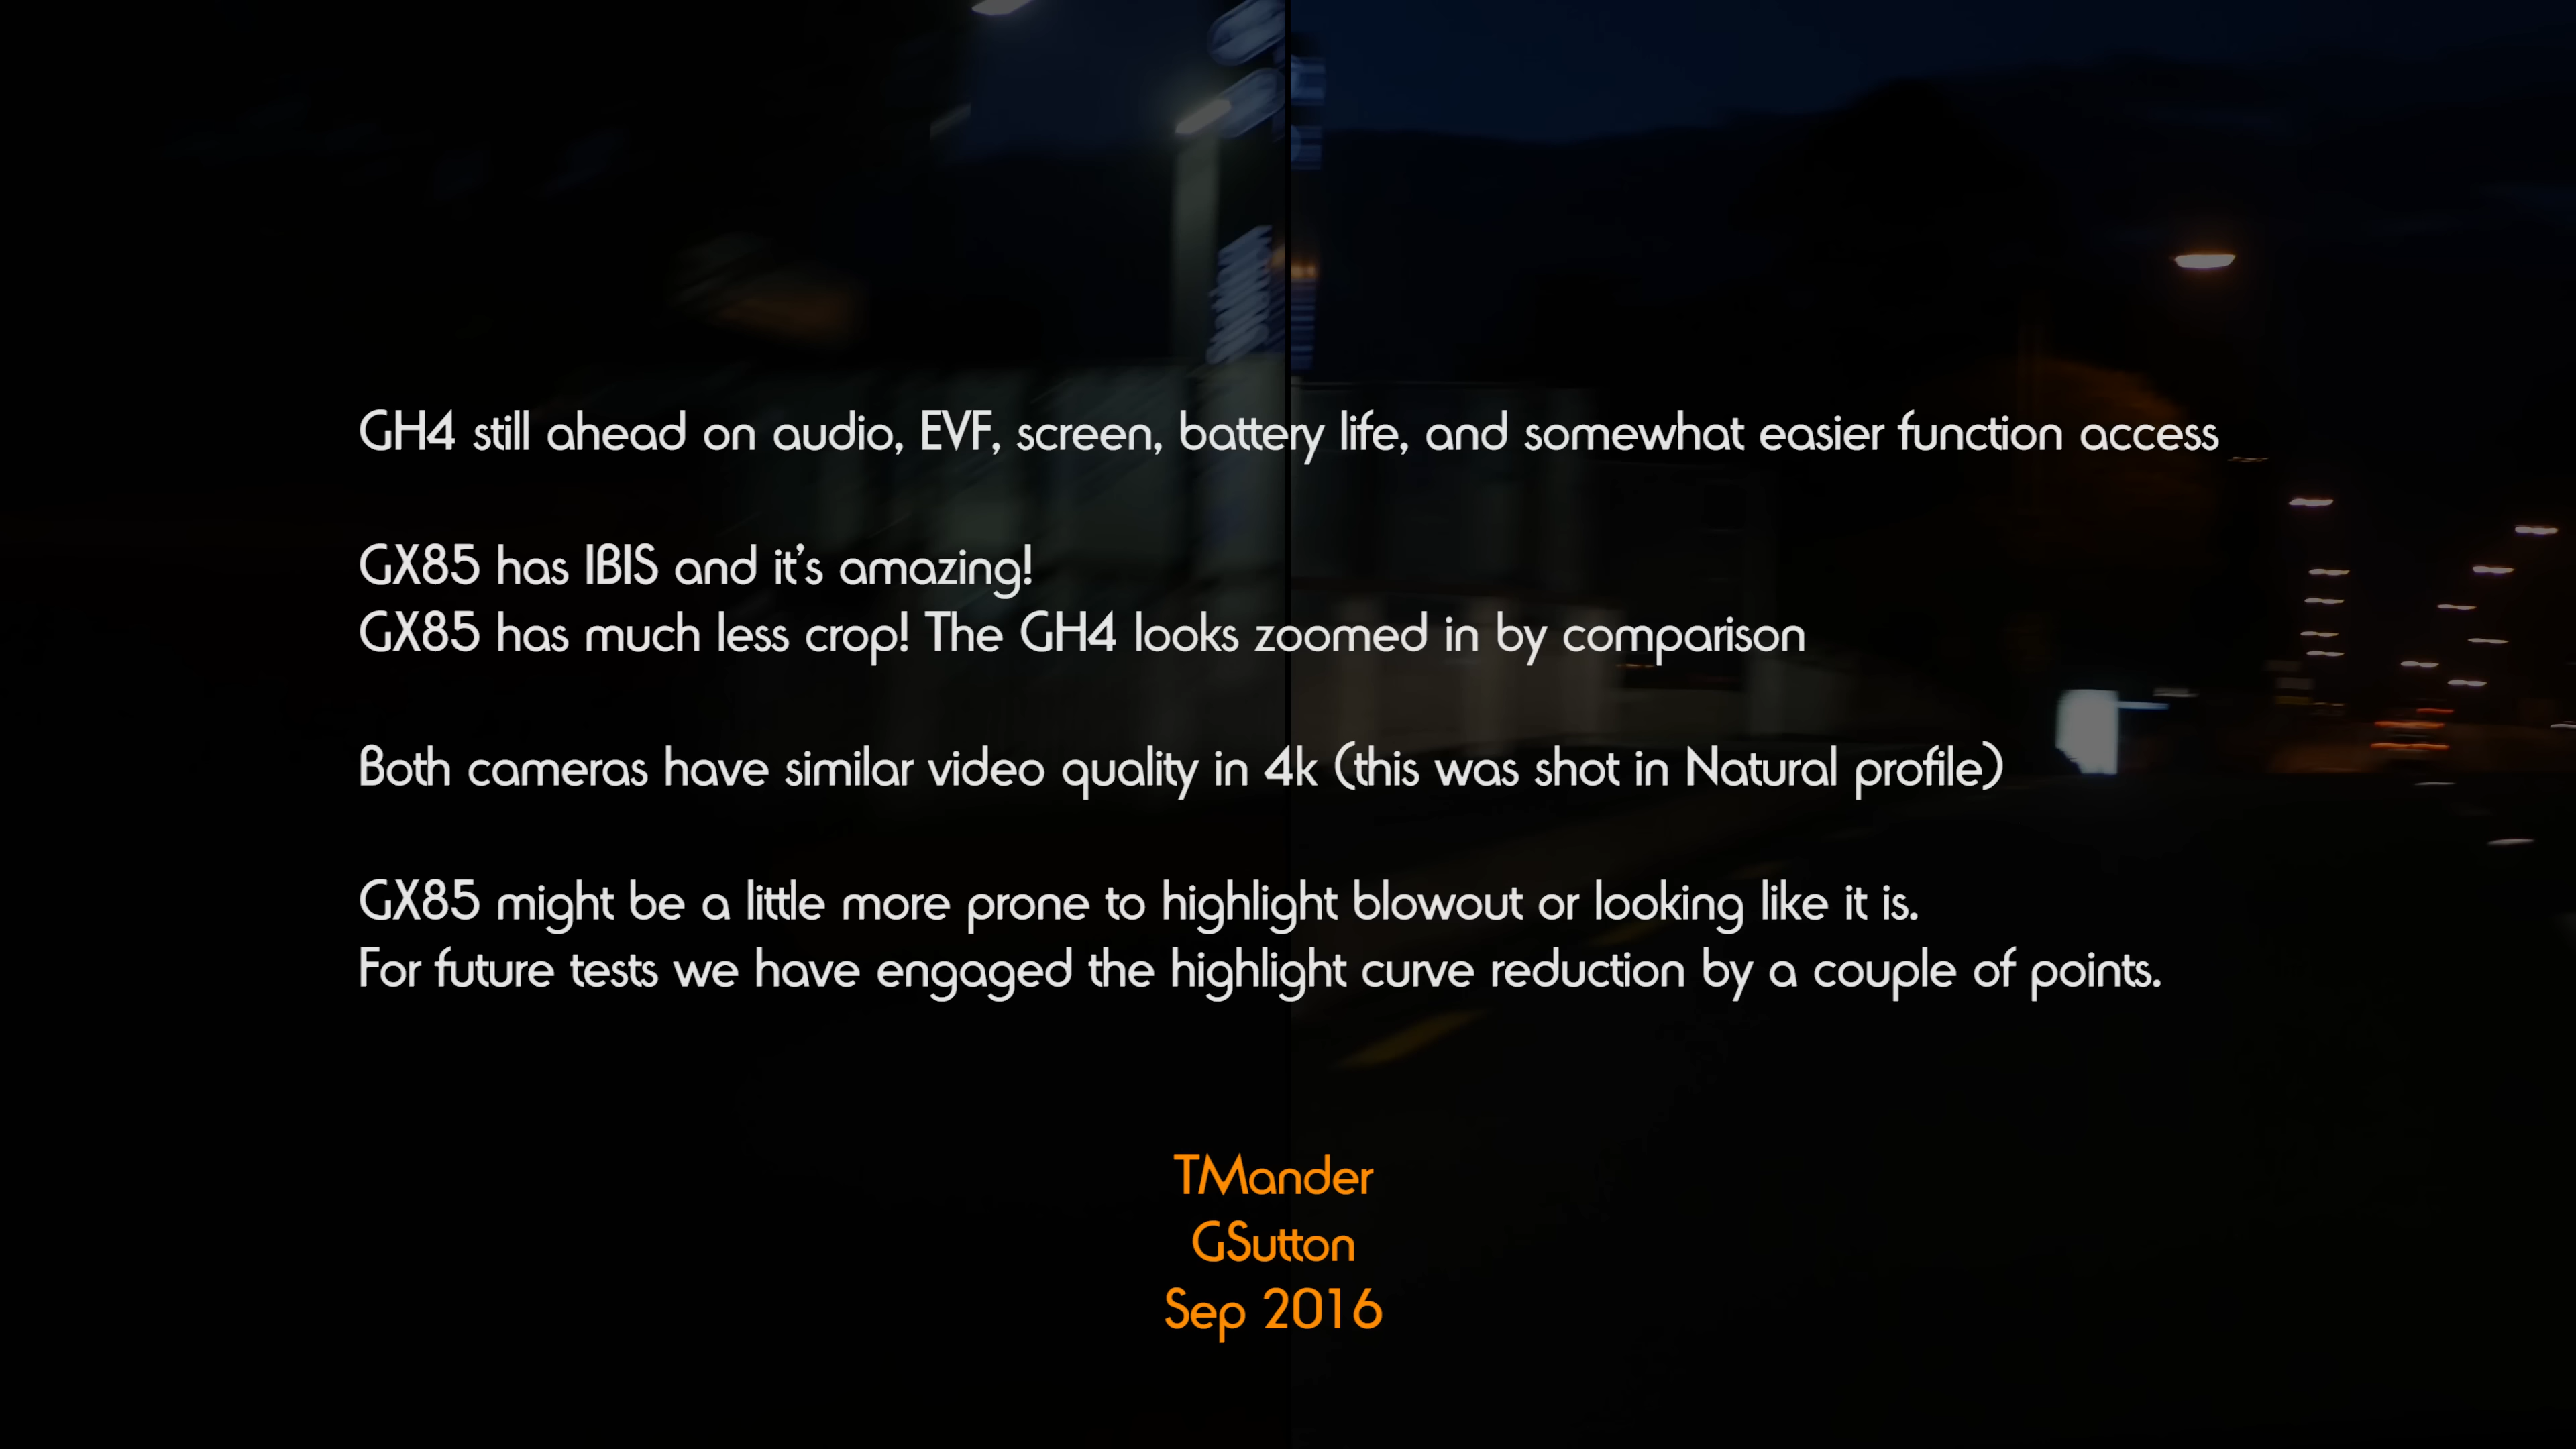 GH4 still ahead on audio, EVF, screen, battery life, and somewhat easier function access
GX85 has IBIS and it's amazing!
GX85 has much less crop! The GH4 looks zoomed in by comparison
Both cameras have similar video quality in 4k (this was shot in Natural profile)
GX85 might be a little more prone to highlight blowout or looking like it is.
For future tests we have engaged the highlight curve reduction by a couple of points.
TMander
GSutton
Sep 2016